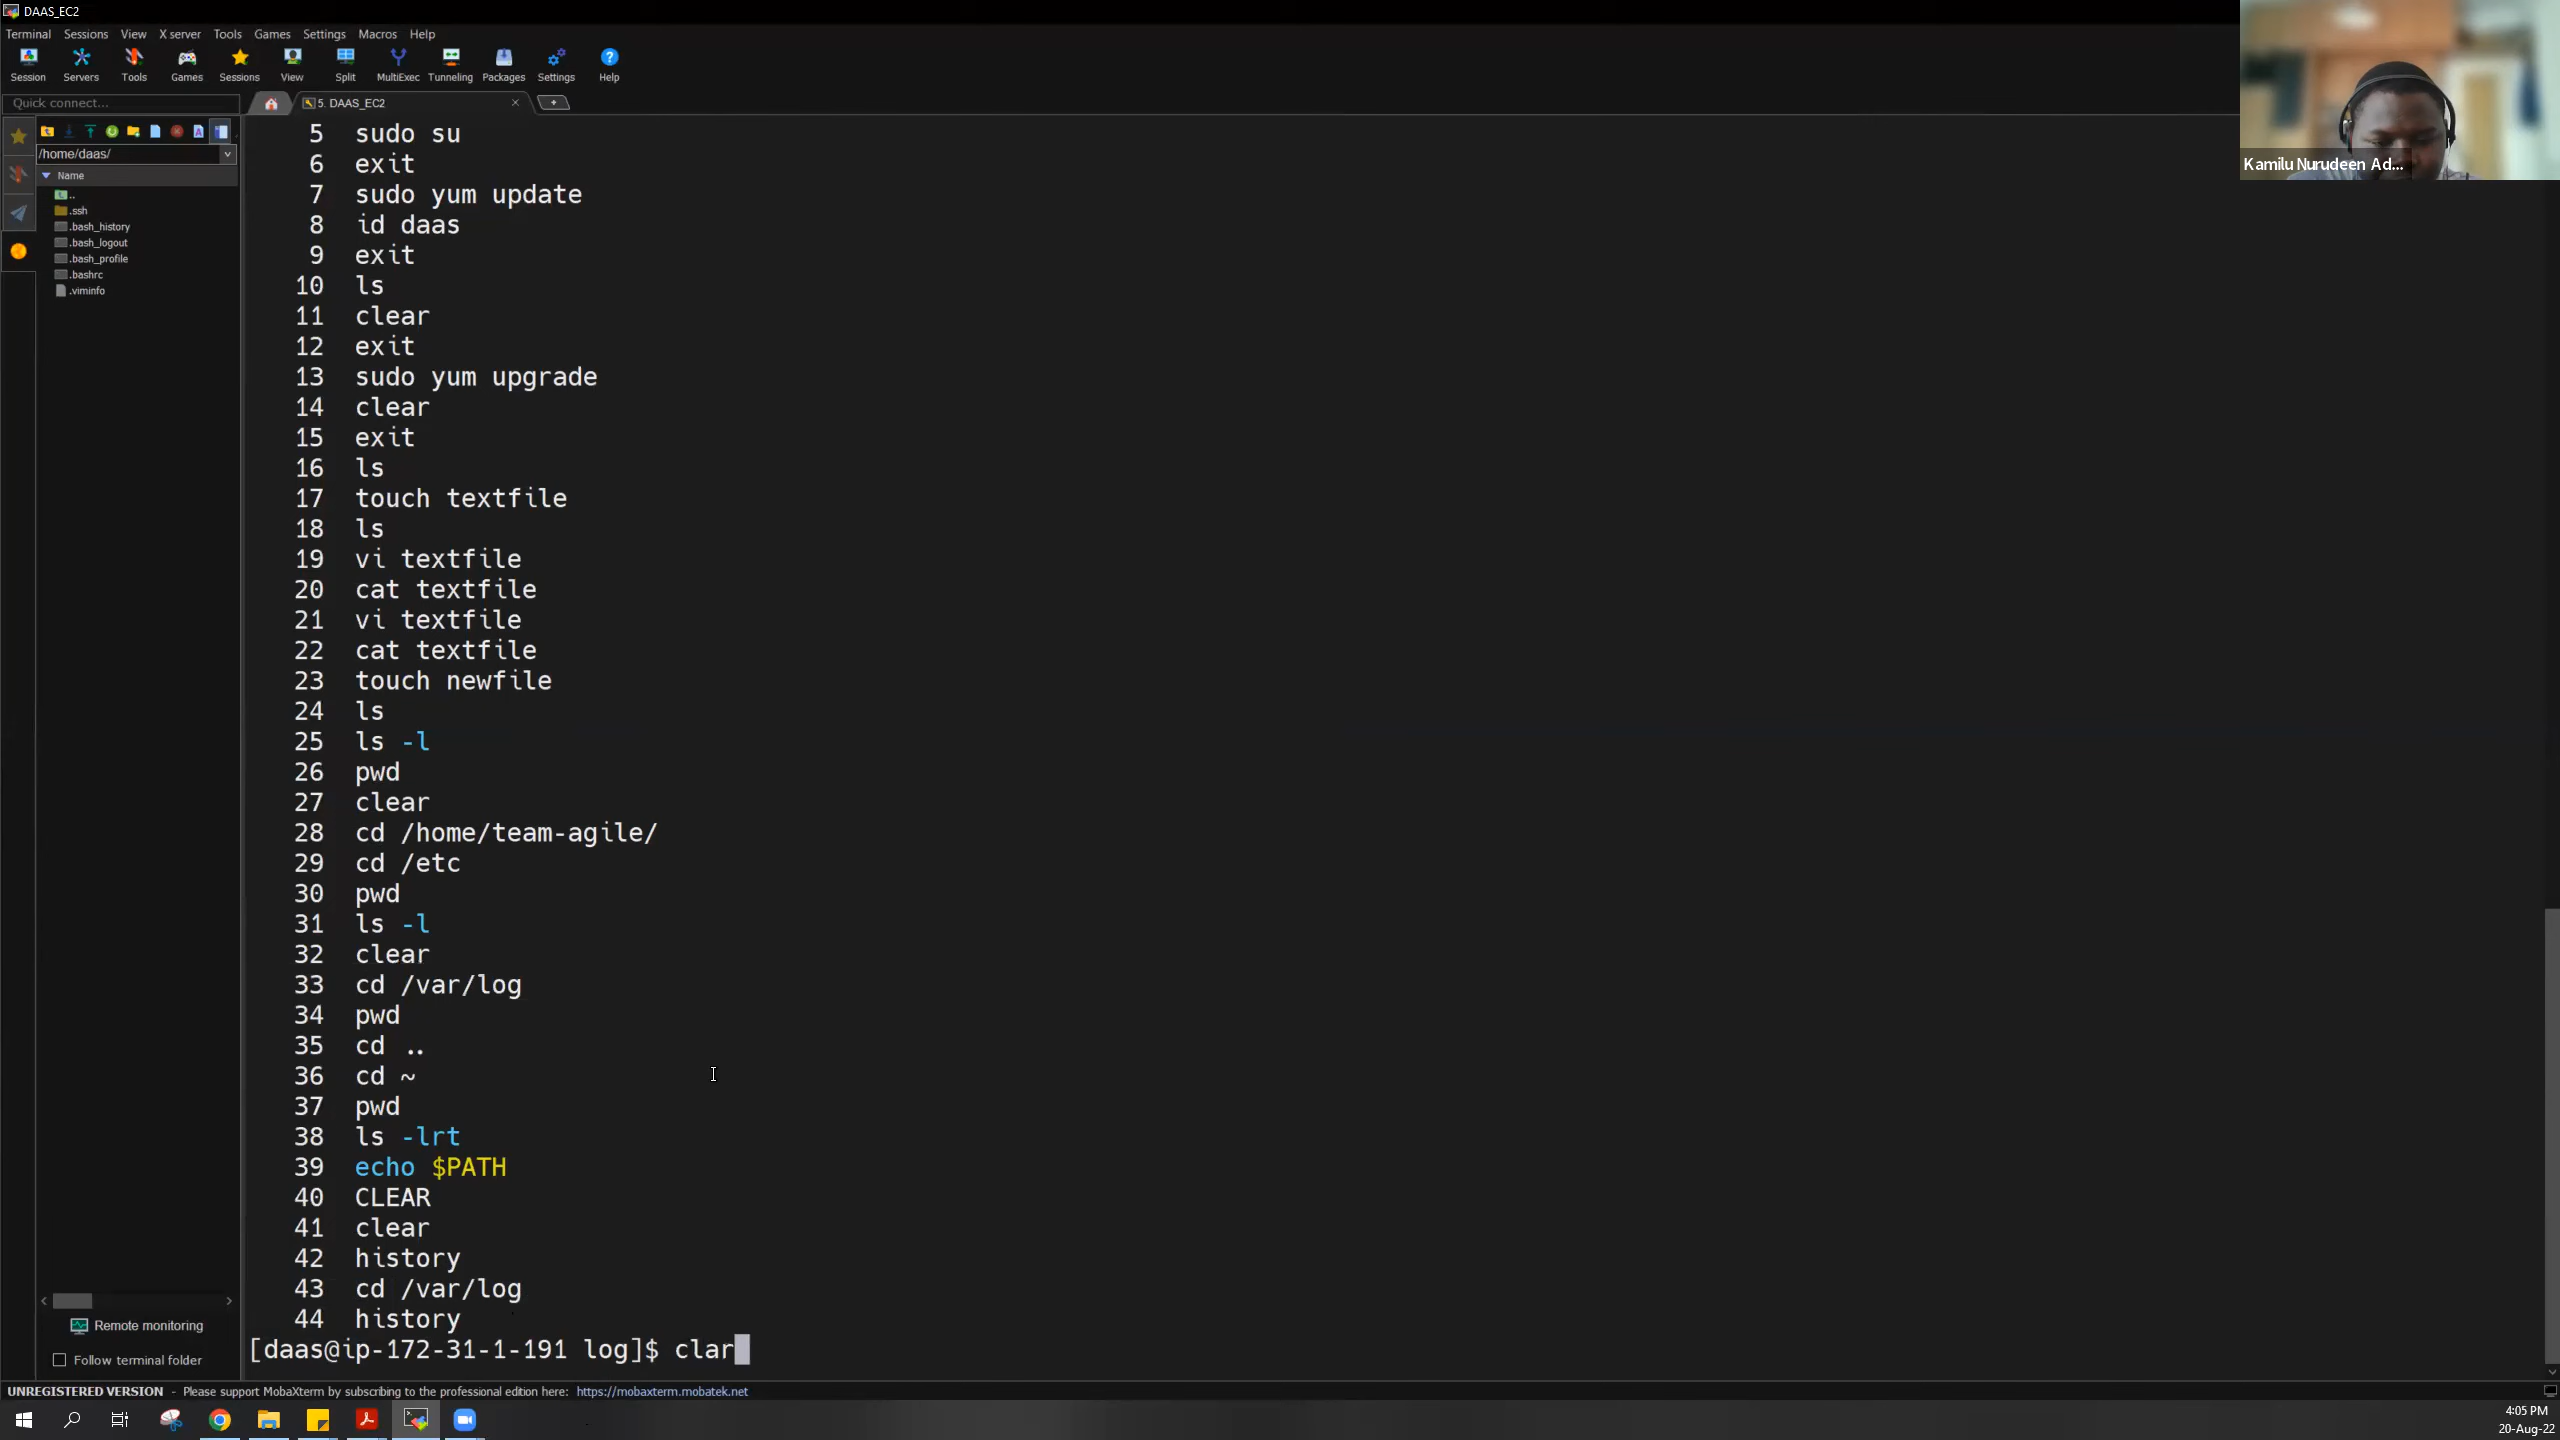 DAAS_EC2
Terminal Sessions View X server Tools Games Settings Macros Help
Session Servers Tools Games Sessions View Split MultiExec Tunneling Packages Settings Help
Quick connect...
5. DAAS_EC2
/home/daas/
Name
..
.ssh
.bash_history
.bash_logout
.bash_profile
.bashrc
.viminfo
5 sudo su
6 exit
7 sudo yum update
8 id daas
9 exit
10 ls
11 clear
12 exit
13 sudo yum upgrade
14 clear
15 exit
16 ls
17 touch textfile
18 ls
19 vi textfile
20 cat textfile
21 vi textfile
22 cat textfile
23 touch newfile
24 ls
25 ls -l
26 pwd
27 clear
28 cd /home/team-agile/
29 cd /etc
30 pwd
31 ls -l
32 clear
33 cd /var/log
34 pwd
35 cd ..
36 cd ~
37 pwd
38 ls -lrt
39 echo $PATH
40 CLEAR
41 clear
42 history
43 cd /var/log
44 history
[daas@ip-172-31-1-191 log]$ clar
Remote monitoring
Follow terminal folder
UNREGISTERED VERSION - Please support MobaXterm by subscribing to the professional edition here: https://mobaxterm.mobatek.net
Kamilu Nurudeen Ad...
4:05 PM
20-Aug-22